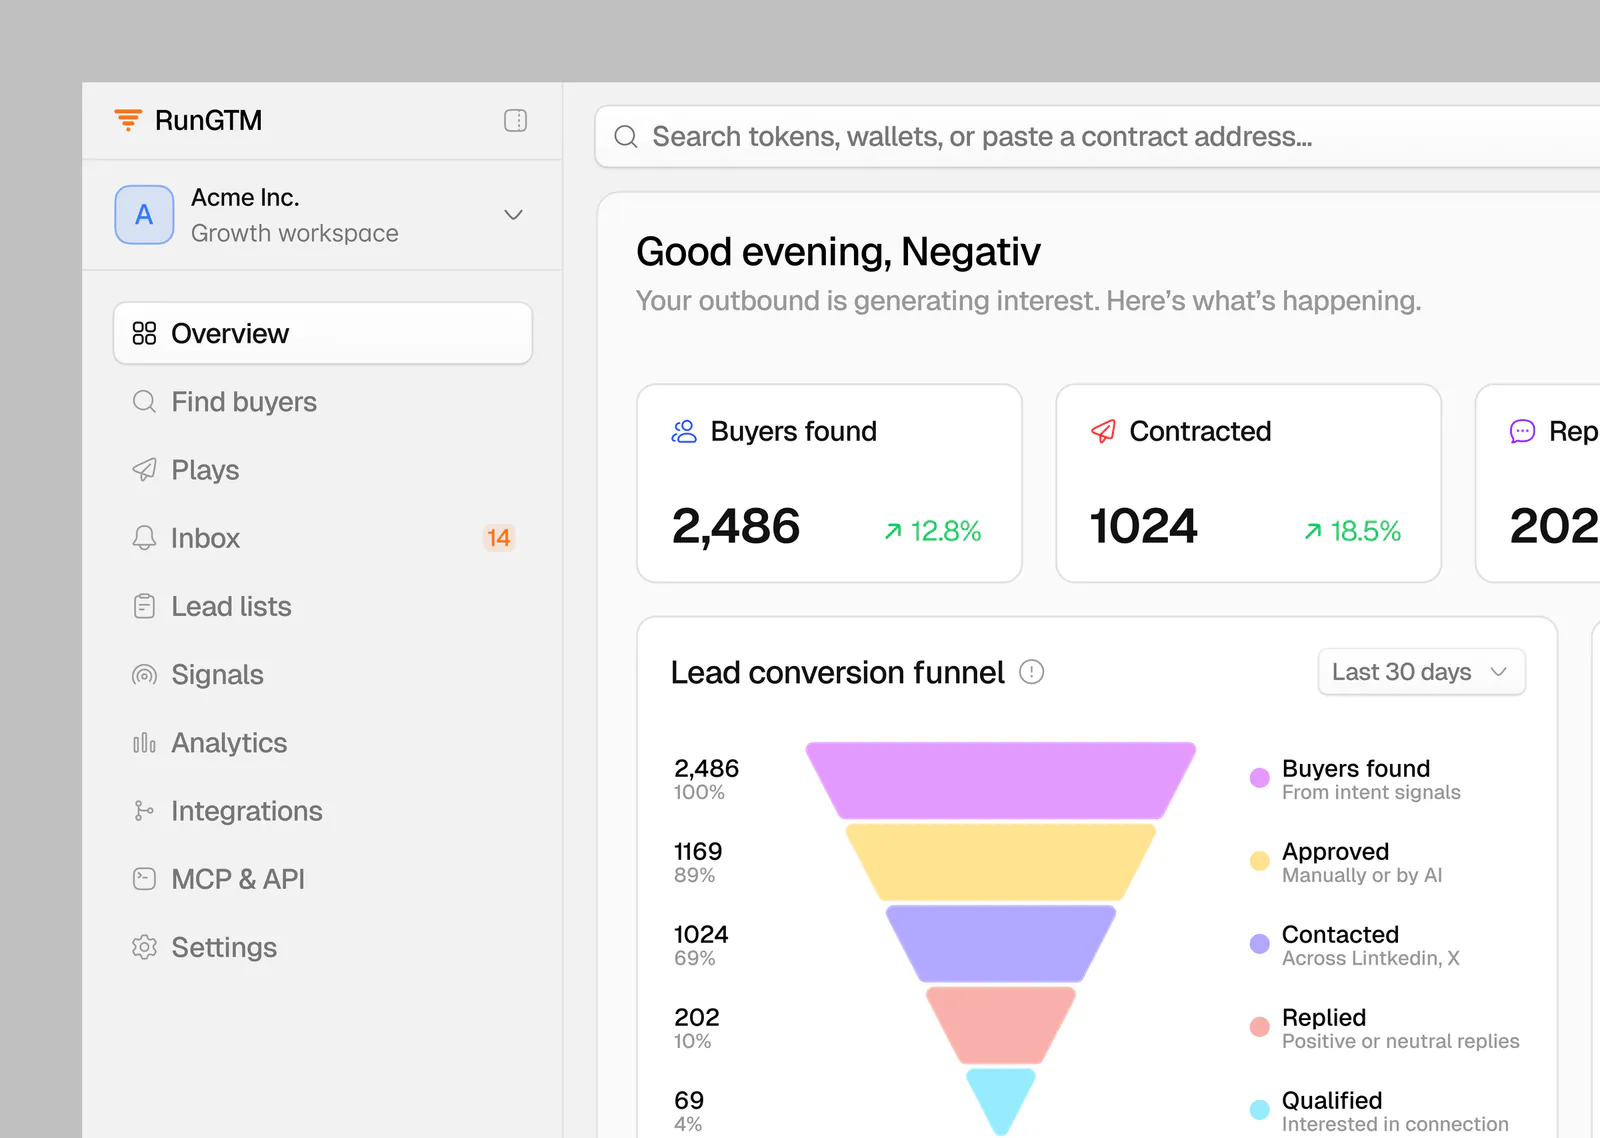 RunGTM
A
Acme Inc.
Growth workspace
Overview
Find buyers
Plays
Inbox
14
Lead lists
Signals
Analytics
Integrations
MCP & API
Settings
Search tokens, wallets, or paste a contract address...
Good evening, Negativ
Your outbound is generating interest. Here’s what’s happening.
Buyers found
2,486
12.8%
Contracted
1024
18.5%
Rep
202
Lead conversion funnel
Last 30 days
2,486
100%
Buyers found
From intent signals
1169
89%
Approved
Manually or by AI
1024
69%
Contacted
Across Lintkedin, X
202
10%
Replied
Positive or neutral replies
69
4%
Qualified
Interested in connection